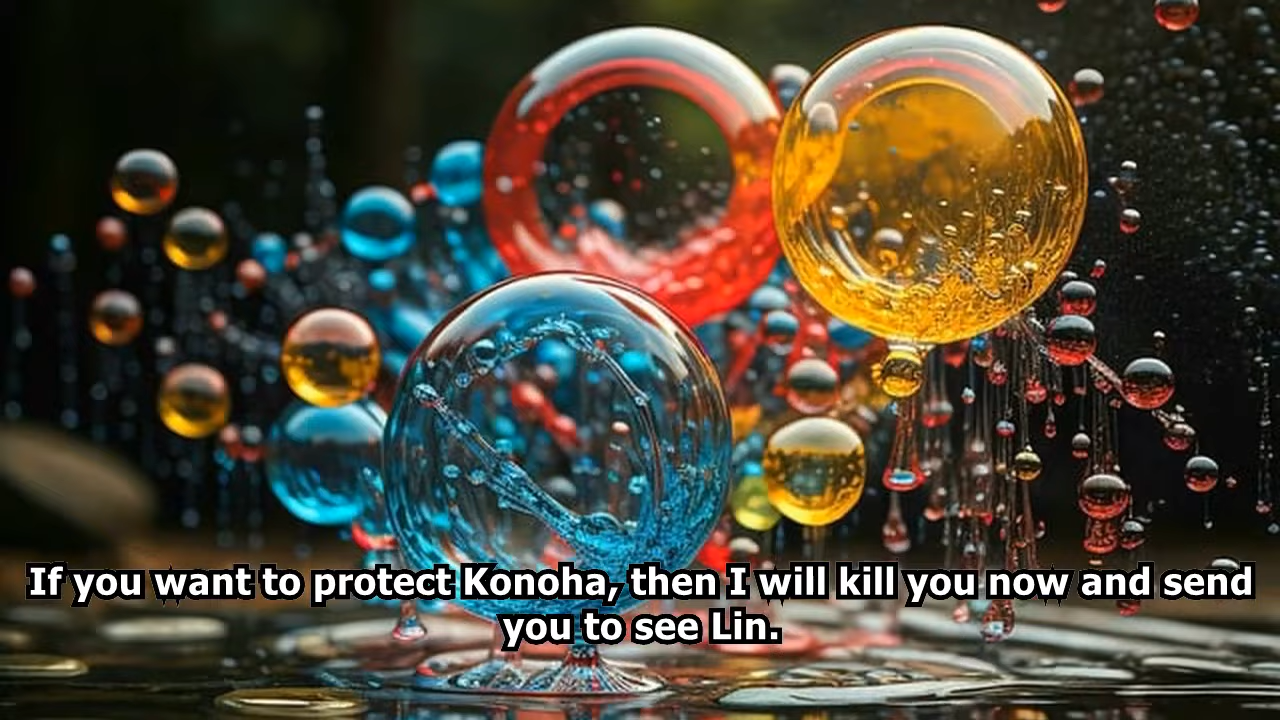 If you want to protect Konoha, then I will kill you now and send
you to see Lin.